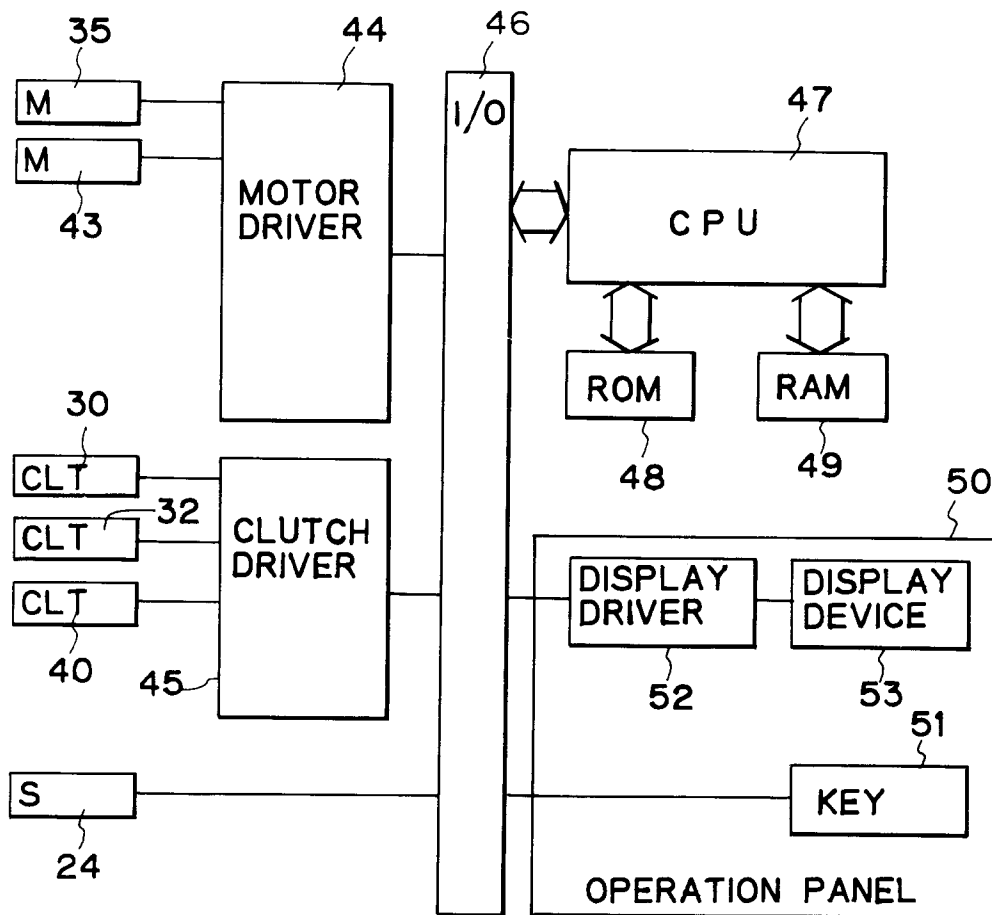 35
44
46
M
I/O
47
M
43
MOTOR
DRIVER
CPU
30
ROM
RAM
CLT
48
49
32
50
CLT
CLUTCH
DRIVER
DISPLAY
DRIVER
DISPLAY
DEVICE
CLT
40
45
52
53
51
S
KEY
24
OPERATION PANEL